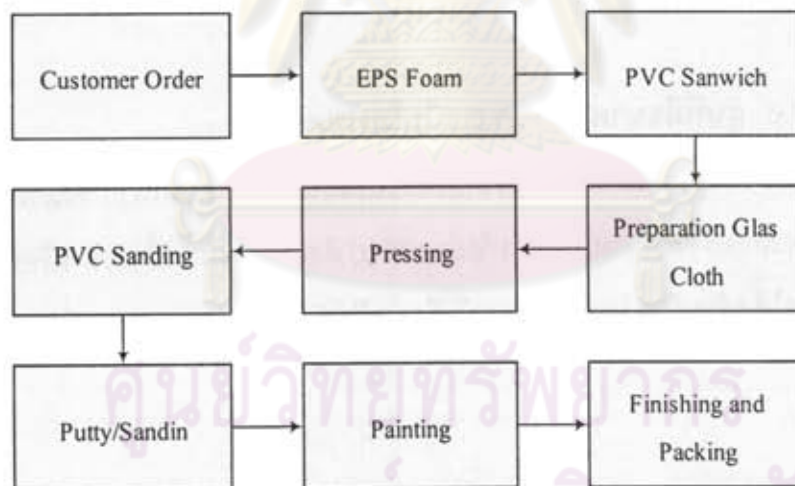 Customer Order
EPS Foam
PVC Sanwich
Preparation Glas
Cloth
Pressing
PVC Sanding
Putty/Sandin
Painting
Finishing and
Packing
ศูนย์วิทยทรัพยากร